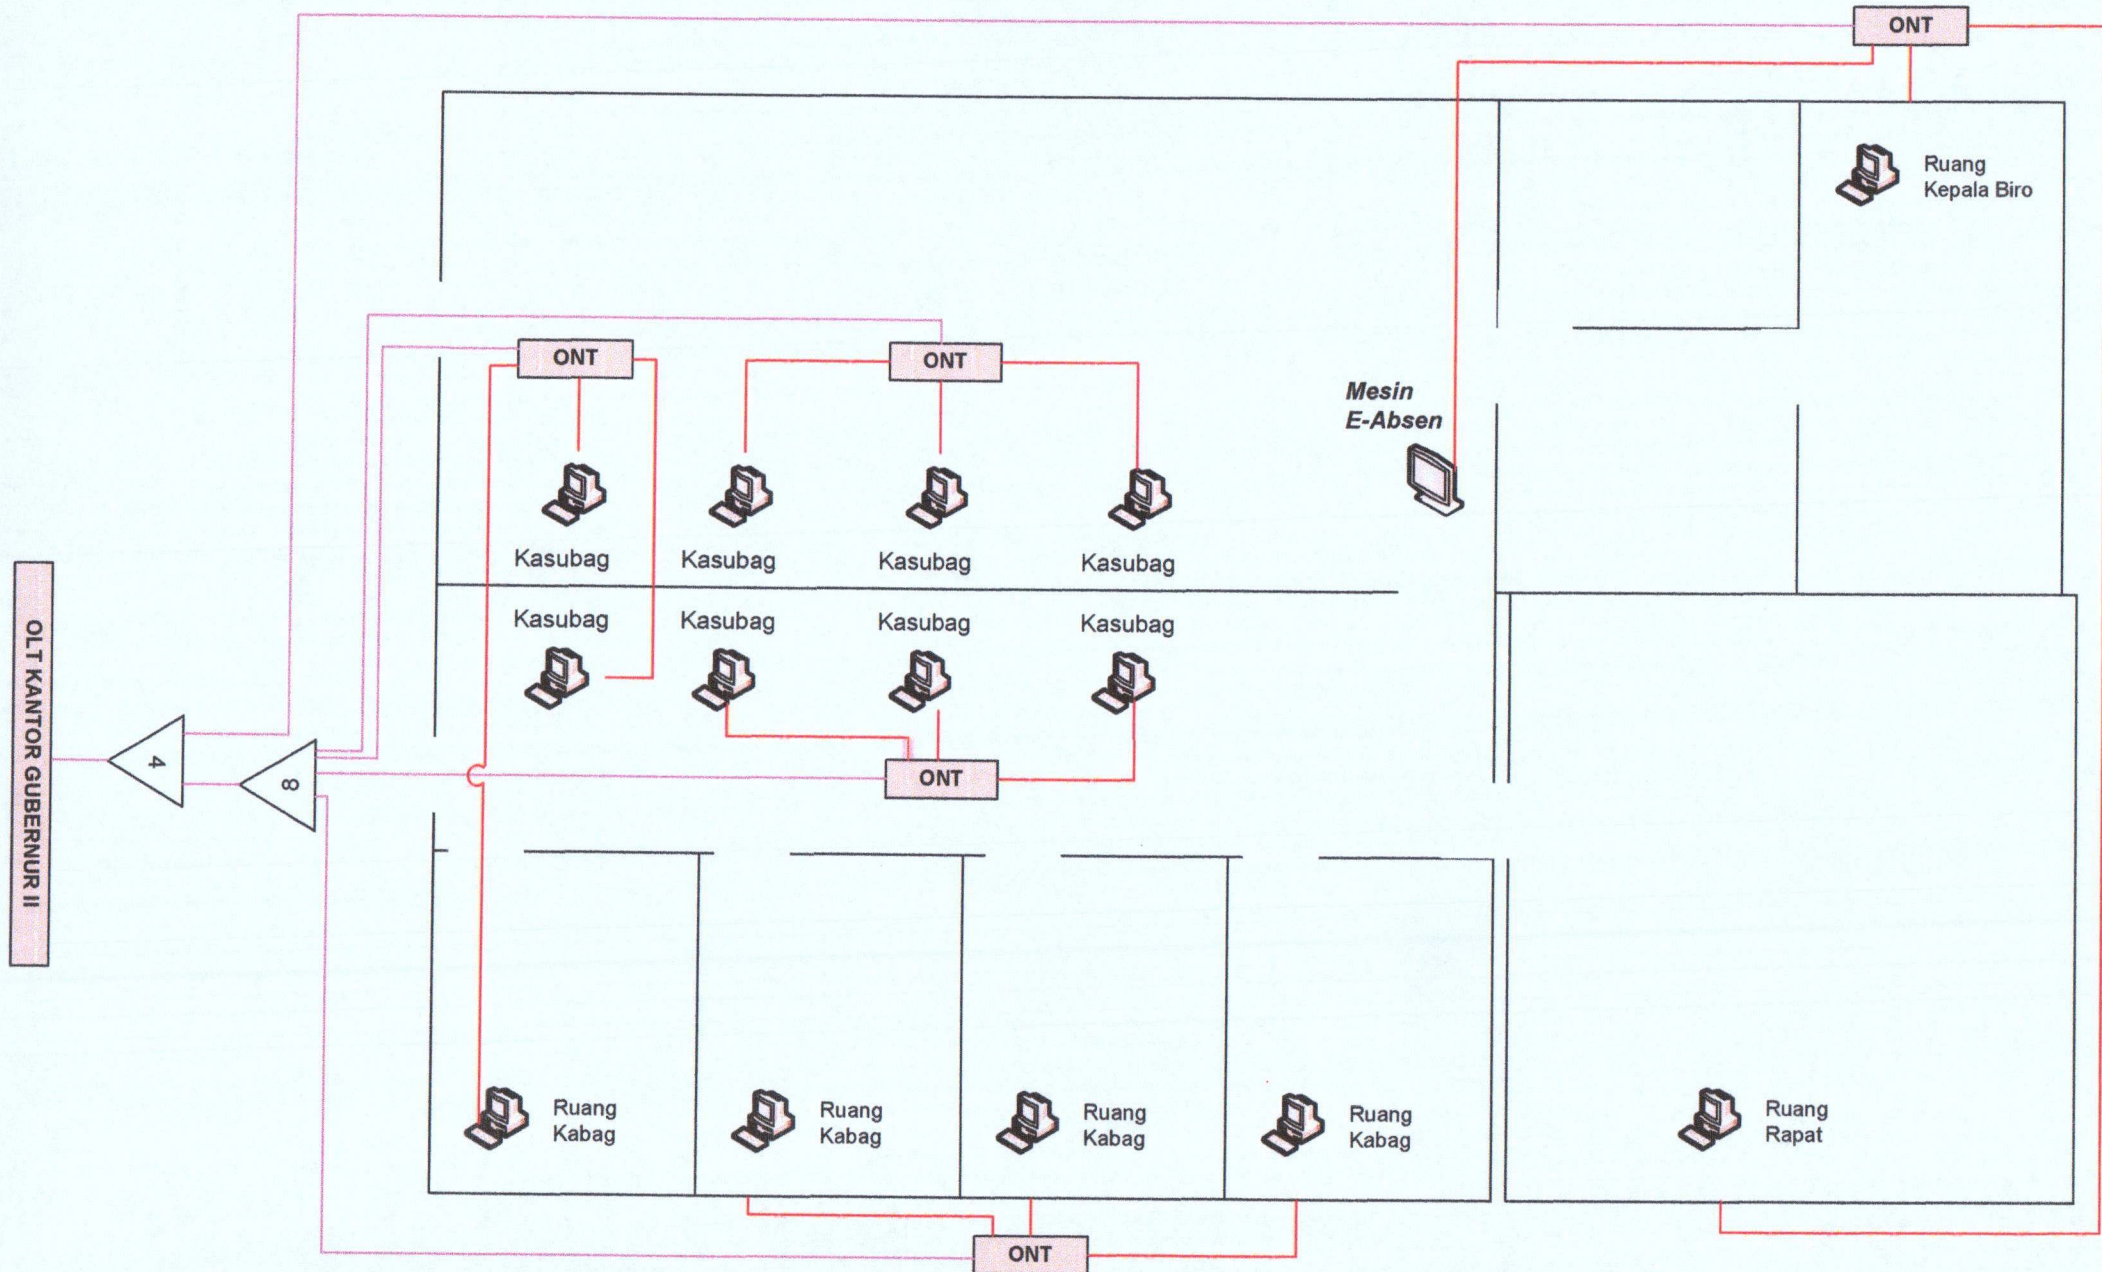 ONT
Ruang
Kepala Biro
ONT
ONT
Mesin
E-Absen
Kasubag
Kasubag
Kasubag
Kasubag
Kasubag
Kasubag
Kasubag
Kasubag
OLT KANTOR GUBERNUR II
4
8
ONT
Ruang
Kabag
Ruang
Kabag
Ruang
Kabag
Ruang
Kabag
Ruang
Rapat
ONT